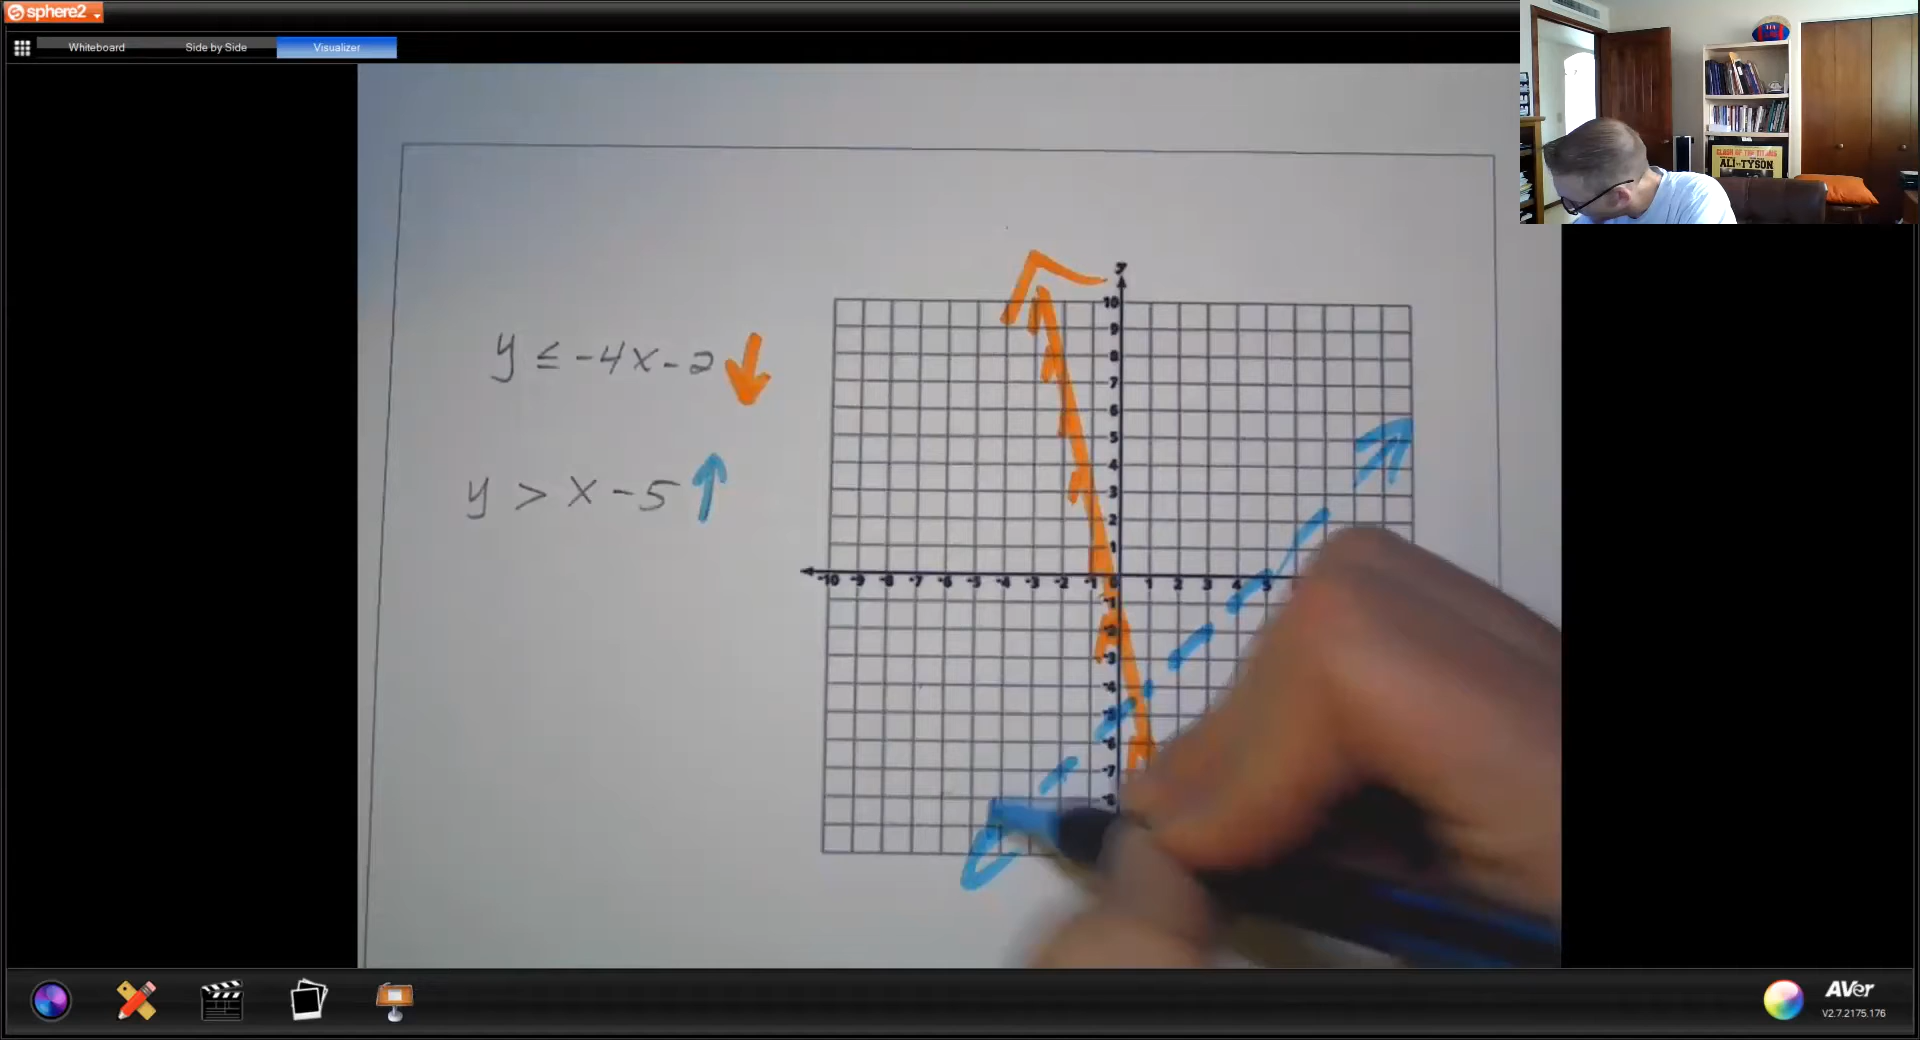 sphere2
Whiteboard
Side by Side
Visualizer
ALI TYSON
y
10
9
8
7
6
5
4
3
2
1
y ≤ -4x - 2
y > x - 5
-10 -9 -8 -7 -6 -5 -4 -3 -2 -1 0 1 2 3 4 5
-1
-2
-3
-4
-5
-6
-7
-8
AVer
V2.7.2175.176